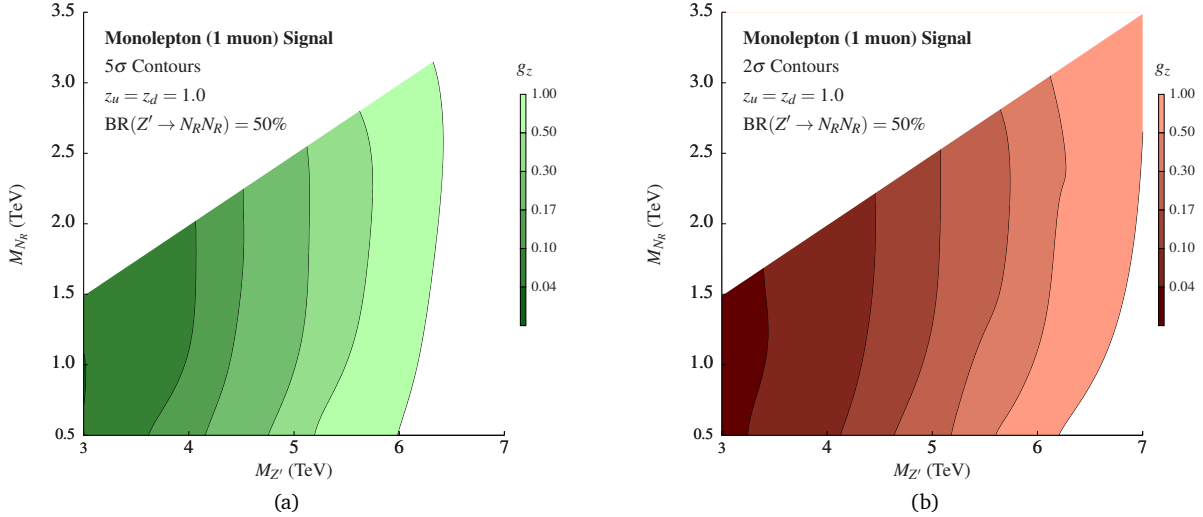 Monolepton (1 muon) Signal
5σ Contours
z_u = z_d = 1.0
BR(Z′ → N_R N_R) = 50%
g_z
1.00
0.50
0.30
0.17
0.10
0.04
3.5
3.0
2.5
2.0
1.5
1.0
0.5
M_{N_R} (TeV)
3 4 5 6 7
M_{Z′} (TeV)
(a)
Monolepton (1 muon) Signal
2σ Contours
z_u = z_d = 1.0
BR(Z′ → N_R N_R) = 50%
g_z
1.00
0.50
0.30
0.17
0.10
0.04
3.5
3.0
2.5
2.0
1.5
1.0
0.5
M_{N_R} (TeV)
3 4 5 6 7
M_{Z′} (TeV)
(b)